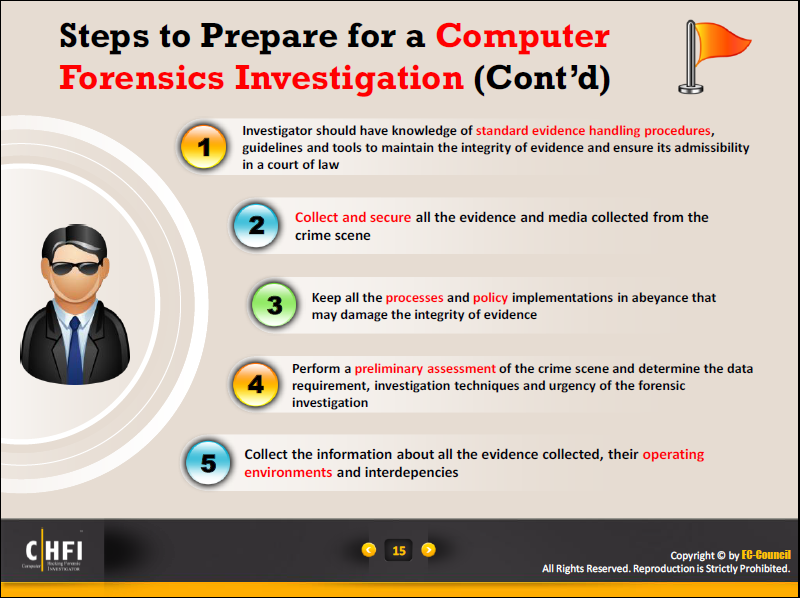 Steps to Prepare for a Computer
Forensics Investigation (Cont'd)
1
Investigator should have knowledge of standard evidence handling procedures,
guidelines and tools to maintain the integrity of evidence and ensure its admissibility
in a court of law
2
Collect and secure all the evidence and media collected from the
crime scene
3
Keep all the processes and policy implementations in abeyance that
may damage the integrity of evidence
4
Perform a preliminary assessment of the crime scene and determine the data
requirement, investigation techniques and urgency of the forensic
investigation
5
Collect the information about all the evidence collected, their operating
environments and interdepencies
CHFI
Computer Hacking Forensic
INVESTIGATOR
15
Copyright © by EC-Council
All Rights Reserved. Reproduction is Strictly Prohibited.